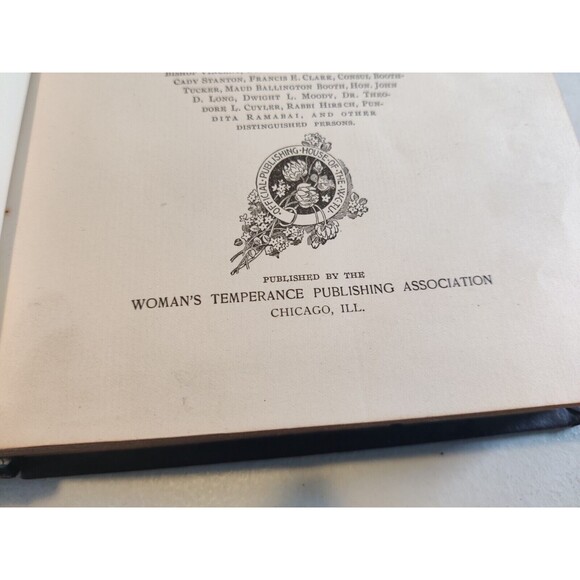 Cady Stanton, Francis E. Clark, Consul Booth-
Tucker, Maud Ballington Booth, Hon. John
D. Long, Dwight L. Moody, Dr. Theo-
dore L. Cuyler, Rabbi Hirsch, Pun-
dita Ramabai, and other
distinguished persons.
OFFICIAL·PUBLISHING·HOUSE·OF·THE·W.C.T.U.
PUBLISHED BY THE
WOMAN'S TEMPERANCE PUBLISHING ASSOCIATION
CHICAGO, ILL.